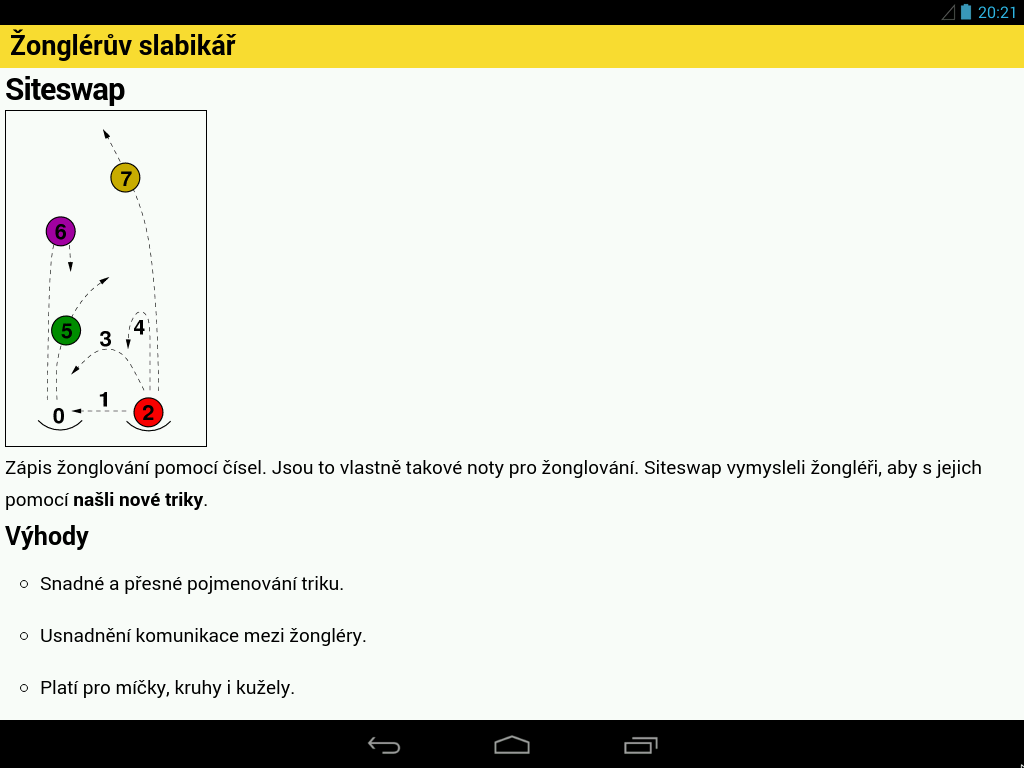 20:21
Žonglérův slabikář
Siteswap
7
6
5
4
3
1
0
2
Zápis žonglování pomocí čísel. Jsou to vlastně takové noty pro žonglování. Siteswap vymysleli žongléři, aby s jejich
pomocí našli nové triky.
Výhody
Snadné a přesné pojmenování triku.
Usnadnění komunikace mezi žongléry.
Platí pro míčky, kruhy i kužely.